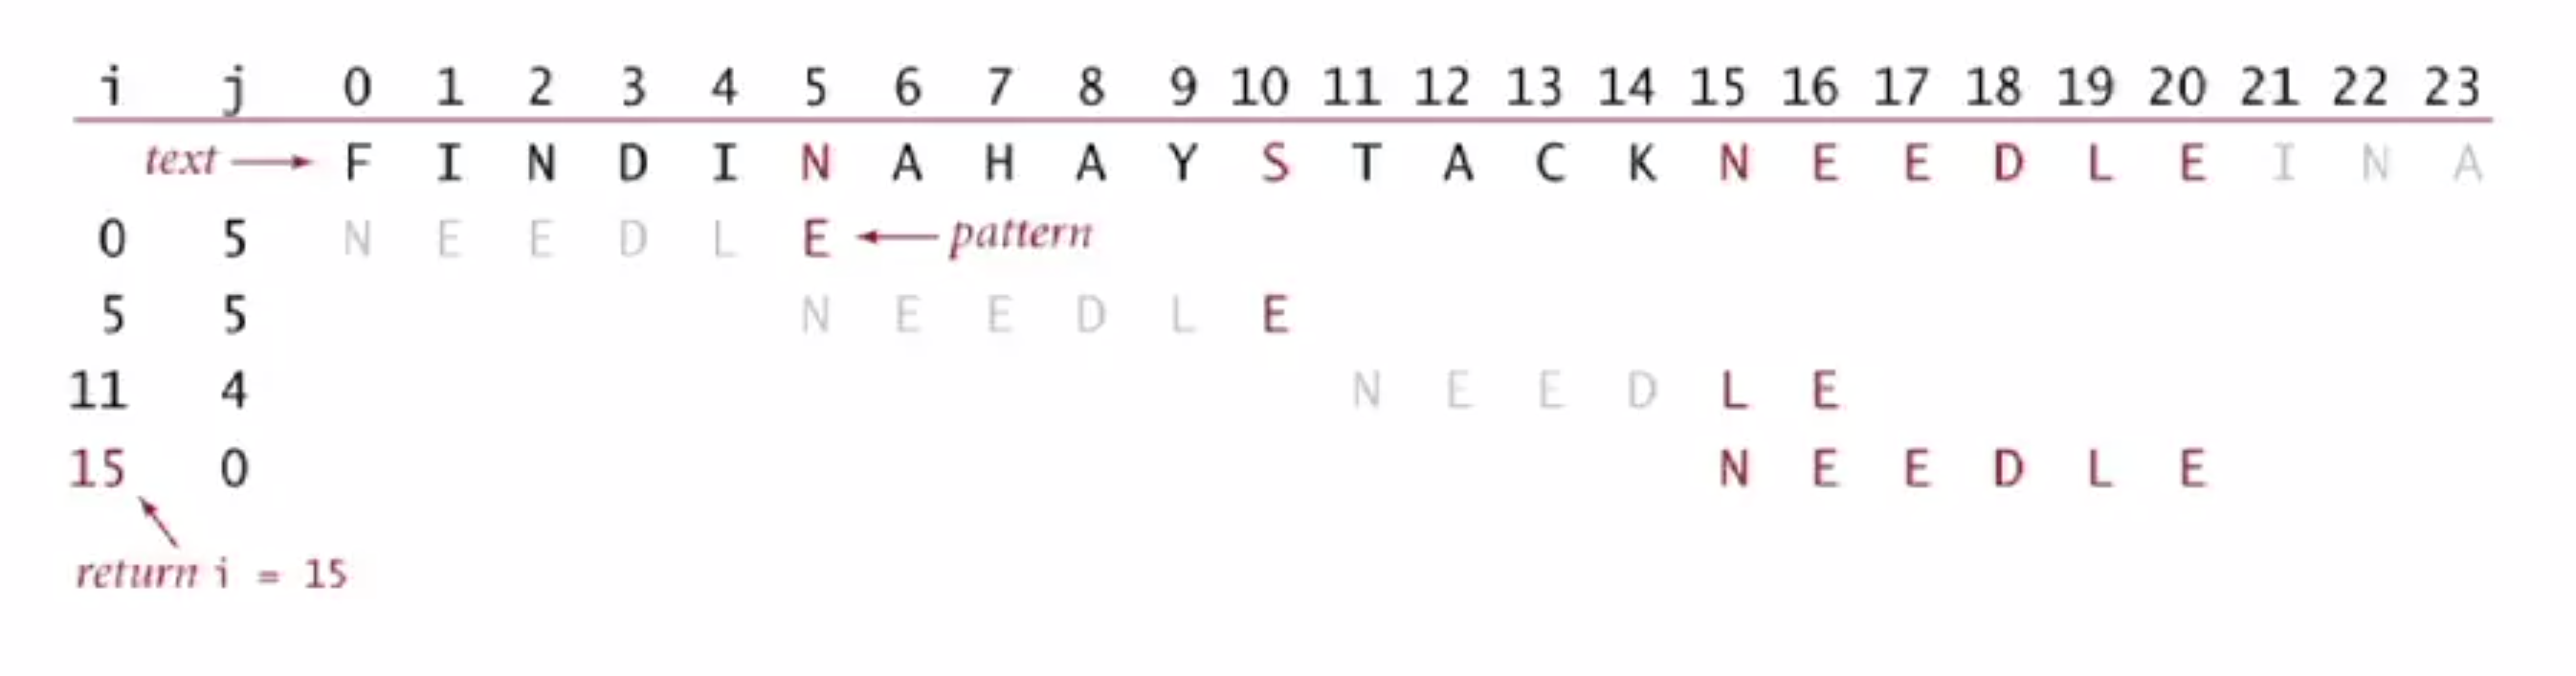 i j 0 1 2 3 4 5 6 7 8 9 10 11 12 13 14 15 16 17 18 19 20 21 22 23
text F I N D I N A H A Y S T A C K N E E D L E I N A
0 5 N E E D L E pattern
5 5 N E E D L E
11 4 N E E D L E
15 0 N E E D L E
return i = 15